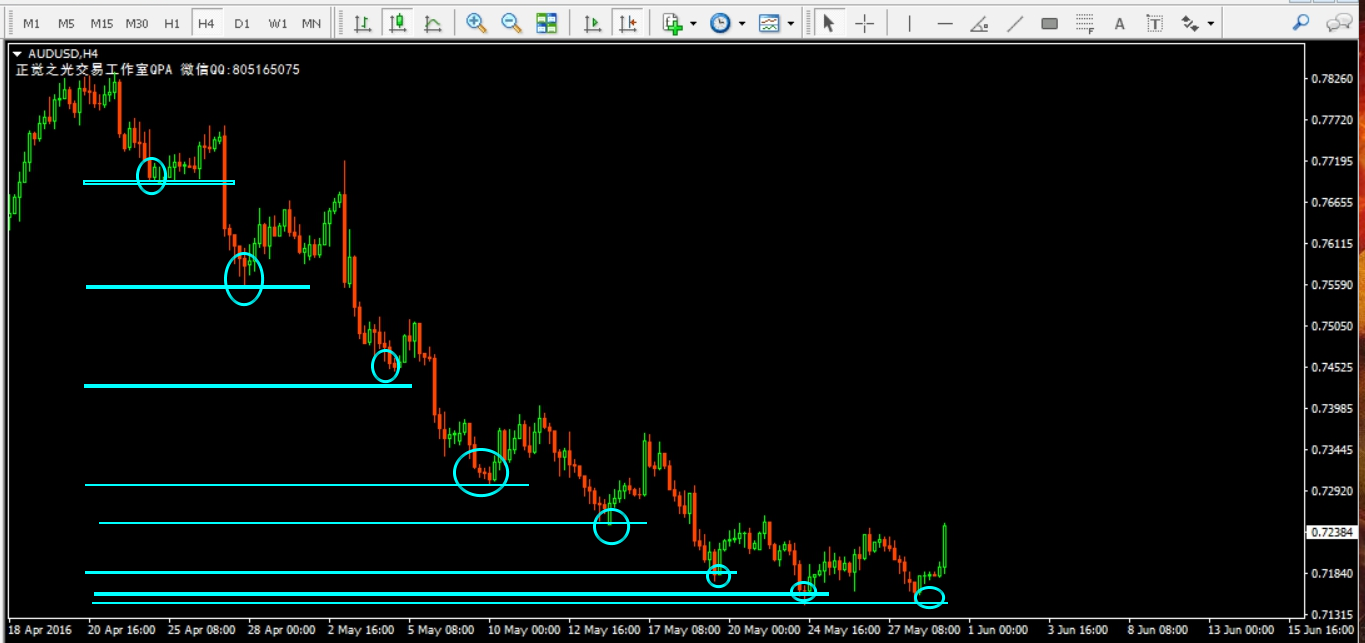 M1 M5 M15 M30 H1 H4 D1 W1 MN
A T
AUDUSD,H4
正觉之光交易工作室QPA 微信QQ:805165075
0.78260
0.77720
0.77195
0.76655
0.76115
0.75590
0.75050
0.74525
0.73985
0.73445
0.72920
0.72384
0.71840
0.71315
18 Apr 2016 20 Apr 16:00 25 Apr 08:00 28 Apr 00:00 2 May 16:00 5 May 08:00 10 May 00:00 12 May 16:00 17 May 08:00 20 May 00:00 24 May 16:00 27 May 08:00 1 Jun 00:00 3 Jun 16:00 8 Jun 08:00 13 Jun 00:00 15 Jun 16:00